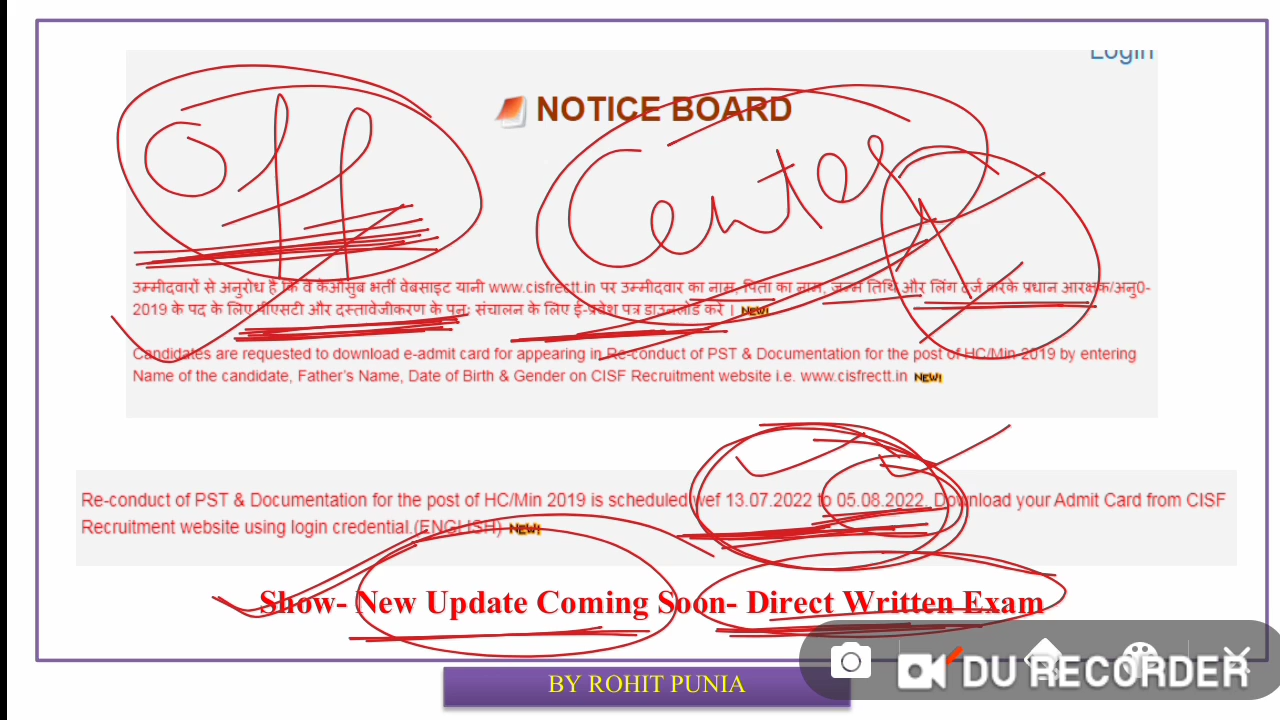 Login
NOTICE BOARD
Off
Center
उम्मीदवारों से अनुरोध है कि वे केऔसुब भर्ती वेबसाइट यानी www.cisfrectt.in पर उम्मीदवार का नाम, पिता का नाम, जन्म तिथि और लिंग दर्ज करके प्रधान आरक्षक/अनु0-
2019 के पद के लिए पीएसटी और दस्तावेजीकरण के पुनः संचालन के लिए ई-प्रवेश पत्र डाउनलोड करें । NEW!
Candidates are requested to download e-admit card for appearing in Re-conduct of PST & Documentation for the post of HC/Min-2019 by entering
Name of the candidate, Father's Name, Date of Birth & Gender on CISF Recruitment website i.e. www.cisfrectt.in NEW!
Re-conduct of PST & Documentation for the post of HC/Min 2019 is scheduled wef 13.07.2022 to 05.08.2022. Download your Admit Card from CISF
Recruitment website using login credential.(ENGLISH) NEW!
Show- New Update Coming Soon- Direct Written Exam
DU RECORDER
BY ROHIT PUNIA